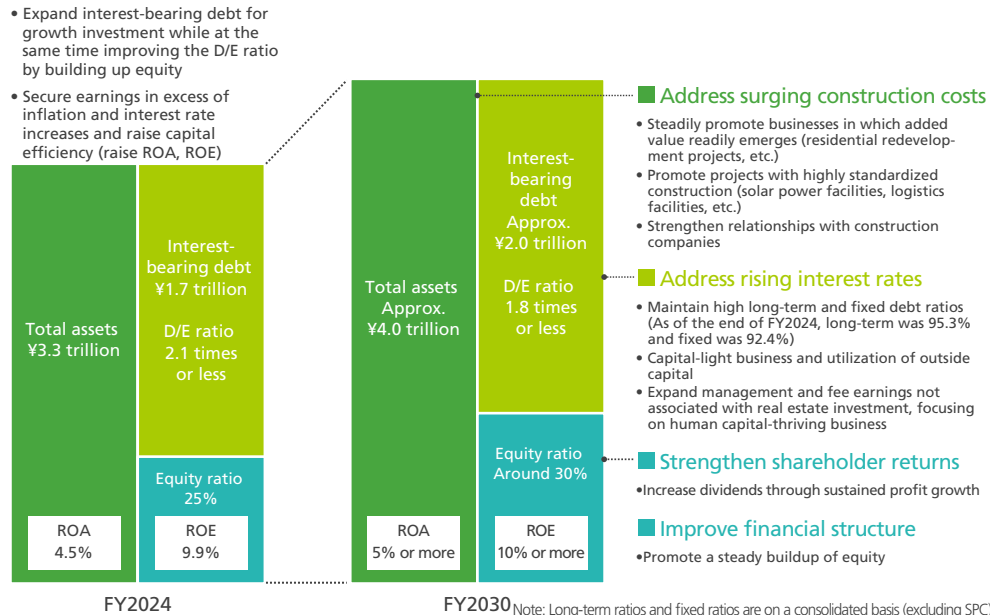 • Expand interest-bearing debt for
growth investment while at the
same time improving the D/E ratio
by building up equity
• Secure earnings in excess of
inflation and interest rate
increases and raise capital
efficiency (raise ROA, ROE)
Total assets
¥3.3 trillion
ROA
4.5%
Interest-
bearing debt
¥1.7 trillion
D/E ratio
2.1 times
or less
Equity ratio
25%
ROE
9.9%
FY2024
Total assets
Approx.
¥4.0 trillion
ROA
5% or more
Interest-
bearing
debt
Approx.
¥2.0 trillion
D/E ratio
1.8 times
or less
Equity ratio
Around 30%
ROE
10% or more
FY2030
Address surging construction costs
• Steadily promote businesses in which added
value readily emerges (residential redevelop-
ment projects, etc.)
• Promote projects with highly standardized
construction (solar power facilities, logistics
facilities, etc.)
• Strengthen relationships with construction
companies
Address rising interest rates
• Maintain high long-term and fixed debt ratios
(As of the end of FY2024, long-term was 95.3%
and fixed was 92.4%)
• Capital-light business and utilization of outside
capital
• Expand management and fee earnings not
associated with real estate investment, focusing
on human capital-thriving business
Strengthen shareholder returns
•Increase dividends through sustained profit growth
Improve financial structure
•Promote a steady buildup of equity
Note: Long-term ratios and fixed ratios are on a consolidated basis (excluding SPC)